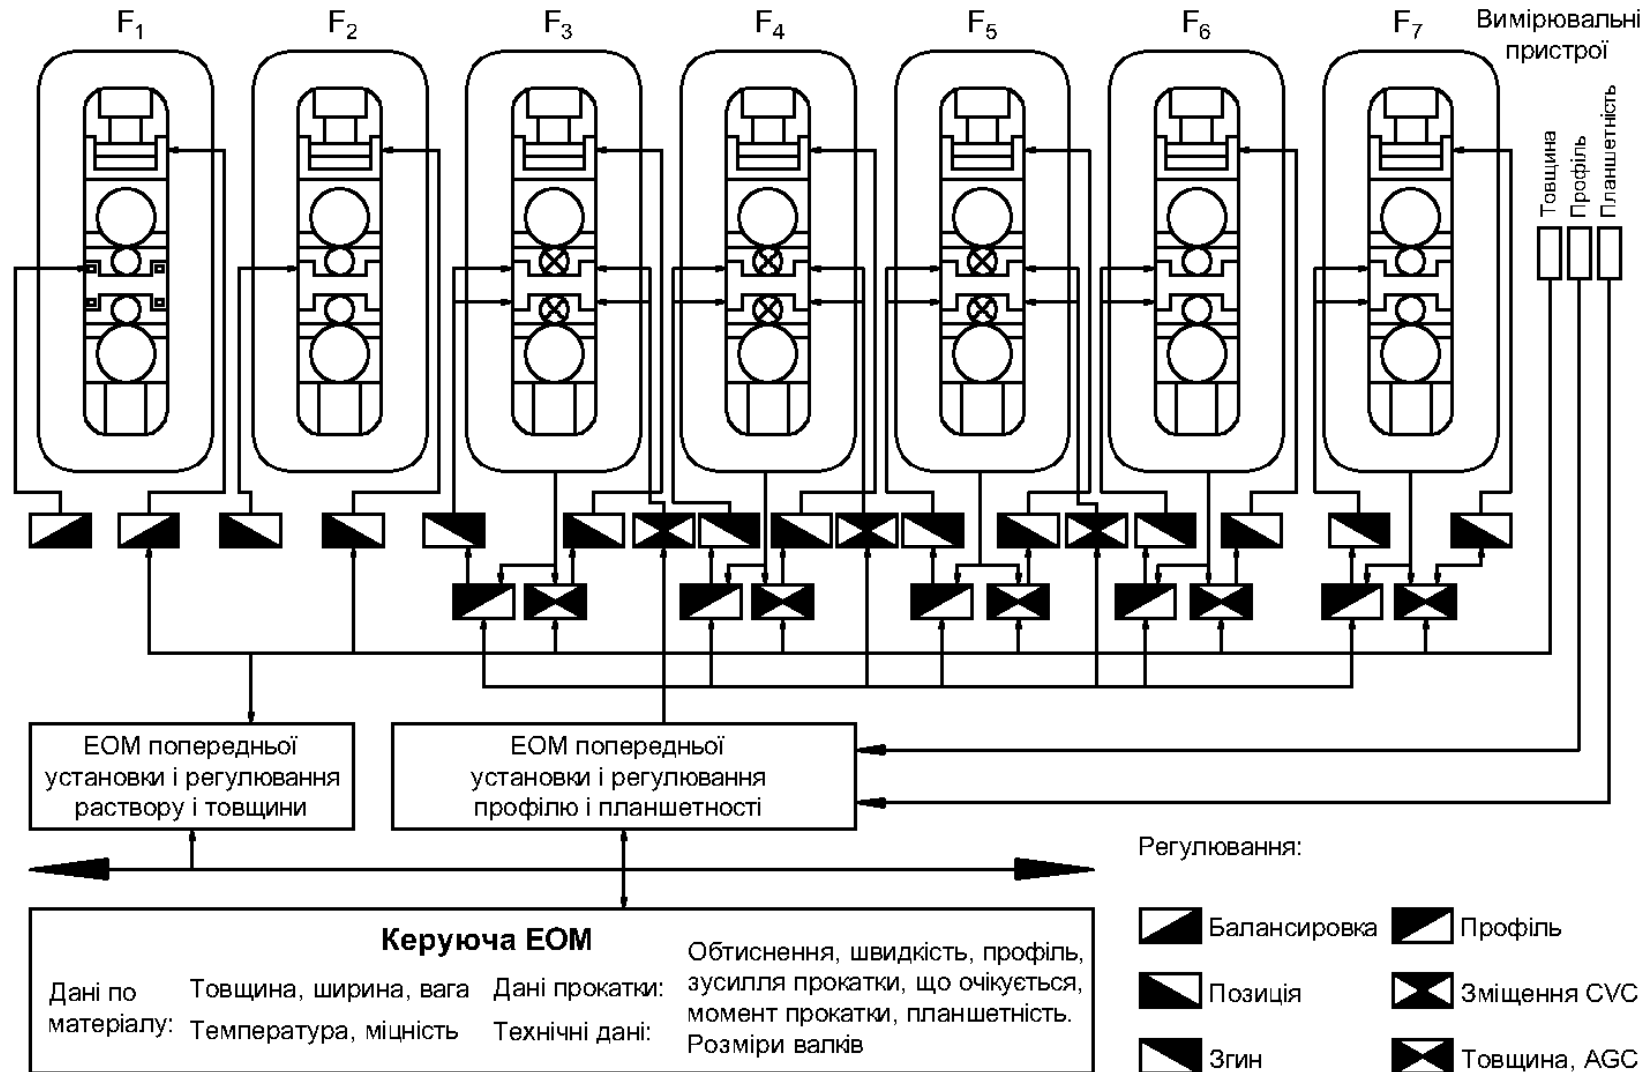 F1
F2
F3
F4
F5
F6
F7
Вимірювальні
пристрої
Товщина
Профіль
Планшетність
ЕОМ попередньої
установки і регулювання
раствору і товщини
ЕОМ попередньої
установки і регулювання
профілю і планшетності
Керуюча ЕОМ
Дані по
матеріалу:
Товщина, ширина, вага
Температура, міцність
Дані прокатки:
Технічні дані:
Обтиснення, швидкість, профіль,
зусилля прокатки, що очікується,
момент прокатки, планшетність.
Розміри валків
Регулювання:
Балансировка
Профіль
Позиція
Зміщення CVC
Згин
Товщина, AGC